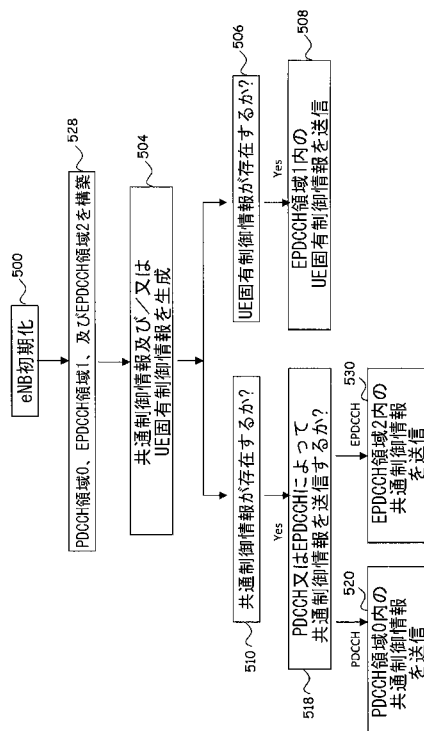 500
eNB初期化
528
PDCCH領域0、EPDCCH領域1、及びEPDCCH領域2を構築
504
共通制御情報及び/又は
UE固有制御情報を生成
510
共通制御情報が存在するか?
506
UE固有制御情報が存在するか?
Yes
Yes
518
PDCCH又はEPDCCHによって
共通制御情報を送信するか?
508
EPDCCH領域1内の
UE固有制御情報を送信
PDCCH
520
EPDCCH
530
PDCCH領域0内の
共通制御情報
を送信
EPDCCH領域2内の
共通制御情報
を送信